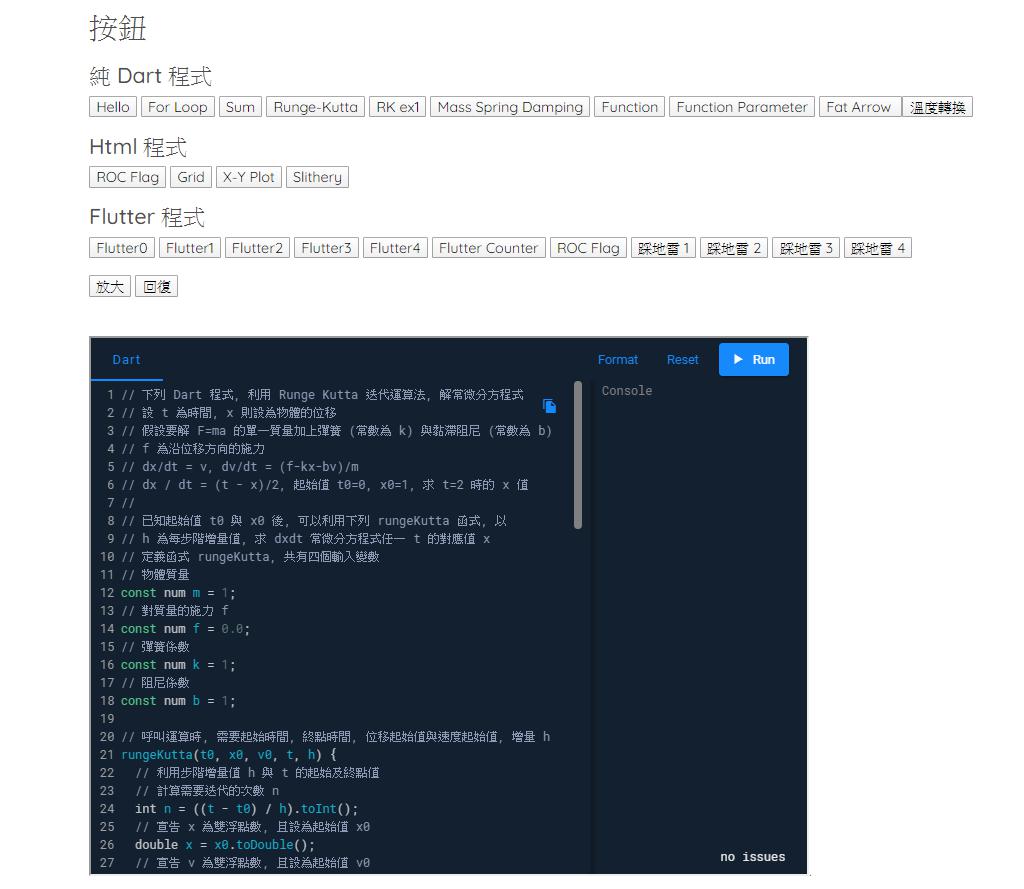 按鈕
純 Dart 程式
Hello For Loop Sum Runge-Kutta RK ex1 Mass Spring Damping Function Function Parameter Fat Arrow 溫度轉換
Html 程式
ROC Flag Grid X-Y Plot Slithery
Flutter 程式
Flutter0 Flutter1 Flutter2 Flutter3 Flutter4 Flutter Counter ROC Flag 踩地雷 1 踩地雷 2 踩地雷 3 踩地雷 4
放大 回復
Dart Format Reset Run
Console
1 // 下列 Dart 程式, 利用 Runge Kutta 迭代運算法, 解常微分方程式
2 // 設 t 為時間, x 則設為物體的位移
3 // 假設要解 F=ma 的單一質量加上彈簧 (常數為 k) 與黏滯阻尼 (常數為 b)
4 // f 為沿位移方向的施力
5 // dx/dt = v, dv/dt = (f-kx-bv)/m
6 // dx / dt = (t - x)/2, 起始值 t0=0, x0=1, 求 t=2 時的 x 值
7 //
8 // 已知起始值 t0 與 x0 後, 可以利用下列 rungeKutta 函式, 以
9 // h 為每步階增量值, 求 dxdt 常微分方程式任一 t 的對應值 x
10 // 定義函式 rungeKutta, 共有四個輸入變數
11 // 物體質量
12 const num m = 1;
13 // 對質量的施力 f
14 const num f = 0.0;
15 // 彈簧係數
16 const num k = 1;
17 // 阻尼係數
18 const num b = 1;
19
20 // 呼叫運算時, 需要起始時間, 終點時間, 位移起始值與速度起始值, 增量 h
21 rungeKutta(t0, x0, v0, t, h) {
22 // 利用步階增量值 h 與 t 的起始及終點值
23 // 計算需要迭代的次數 n
24 int n = ((t - t0) / h).toInt();
25 // 宣告 x 為雙浮點數, 且設為起始值 x0
26 double x = x0.toDouble();
27 // 宣告 v 為雙浮點數, 且設為起始值 v0
no issues